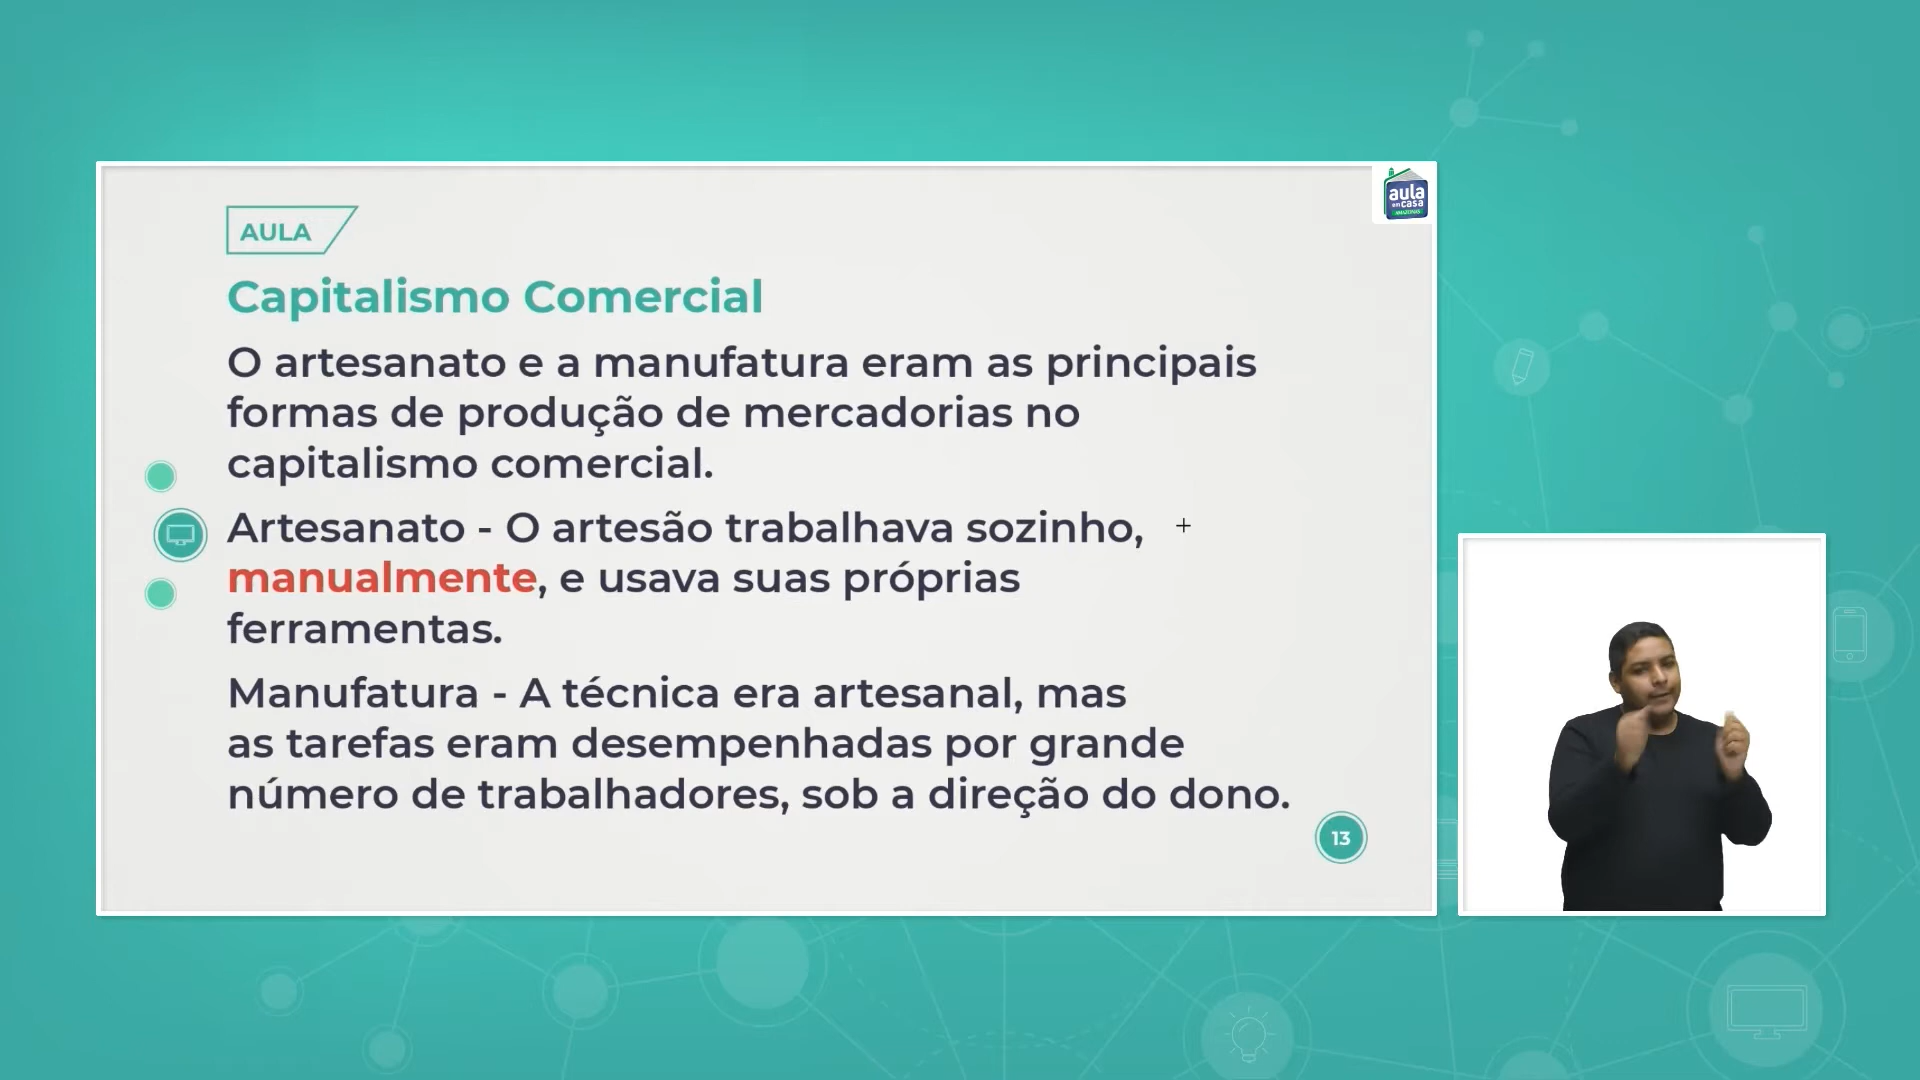 aula
em casa
AMAZONAS
AULA
Capitalismo Comercial
O artesanato e a manufatura eram as principais
formas de produção de mercadorias no
capitalismo comercial.
Artesanato - O artesão trabalhava sozinho,
manualmente, e usava suas próprias
ferramentas.
Manufatura - A técnica era artesanal, mas
as tarefas eram desempenhadas por grande
número de trabalhadores, sob a direção do dono.
13